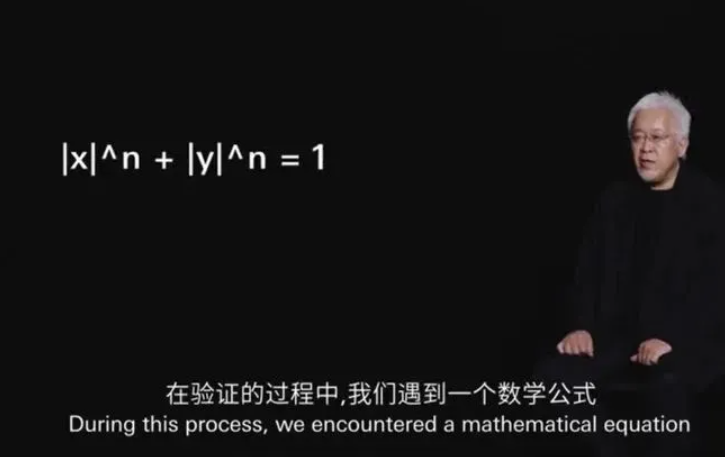 |x|^n + |y|^n = 1
在验证的过程中,我们遇到一个数学公式
During this process, we encountered a mathematical equation